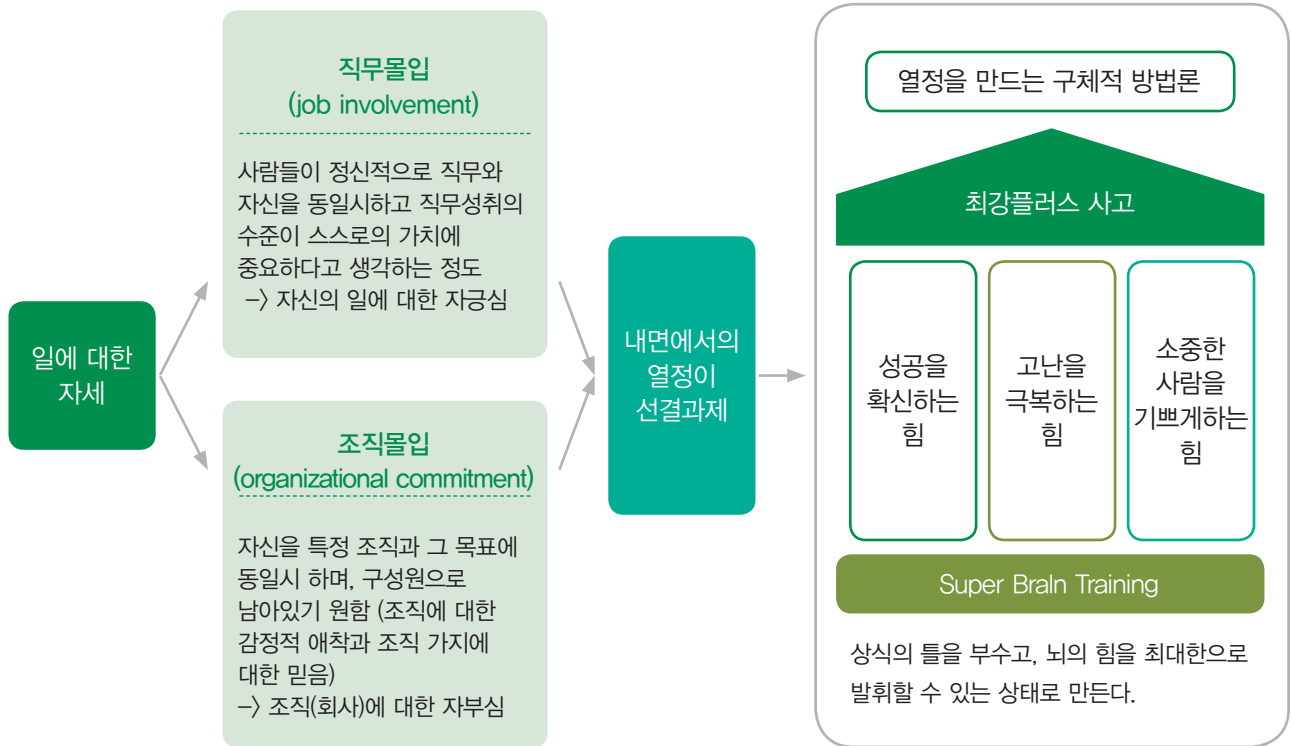 일에 대한
자세
직무몰입
(job involvement)
사람들이 정신적으로 직무와
자신을 동일시하고 직무성취의
수준이 스스로의 가치에
중요하다고 생각하는 정도
–> 자신의 일에 대한 자긍심
조직몰입
(organizational commitment)
자신을 특정 조직과 그 목표에
동일시 하며, 구성원으로
남아있기 원함 (조직에 대한
감정적 애착과 조직 가지에
대한 믿음)
–> 조직(회사)에 대한 자부심
내면에서의
열정이
선결과제
열정을 만드는 구체적 방법론
최강플러스 사고
성공을
확신하는
힘
고난을
극복하는
힘
소중한
사람을
기쁘게하는
힘
Super BraIn Training
상식의 틀을 부수고, 뇌의 힘을 최대한으로
발휘할 수 있는 상태로 만든다.